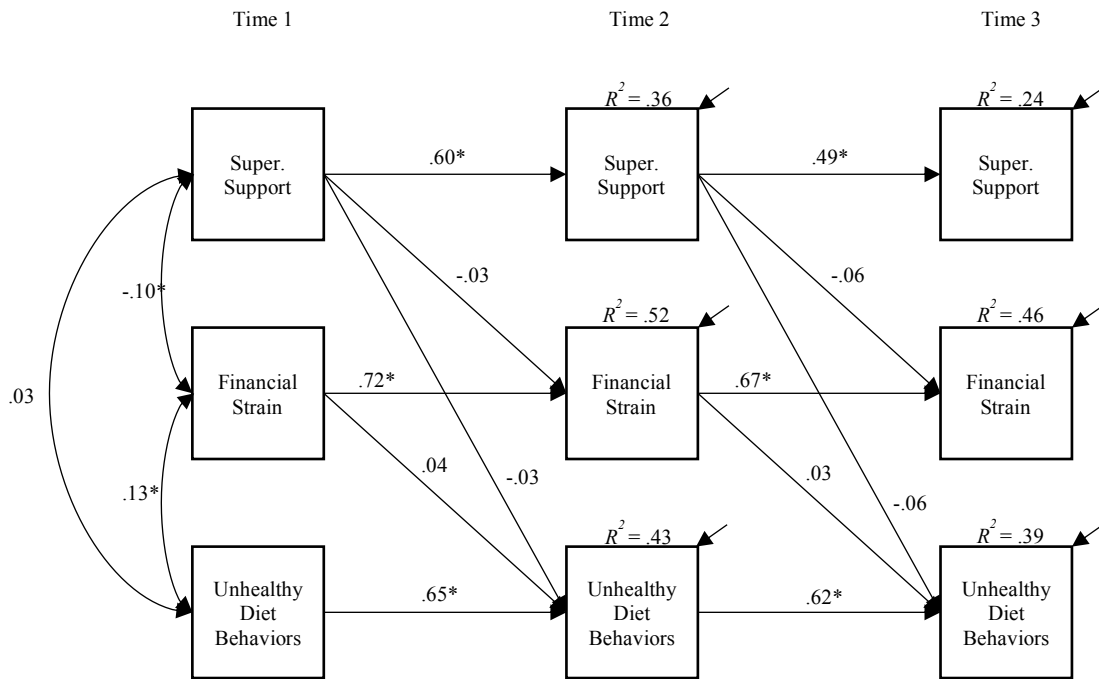 Time 1
Time 2
Time 3
R² = .36
R² = .24
Super.
Support
.60*
Super.
Support
.49*
Super.
Support
-.10*
-.03
-.06
R² = .52
R² = .46
.03
Financial
Strain
.72*
Financial
Strain
.67*
Financial
Strain
.13*
.04
-.03
.03
-.06
R² = .43
R² = .39
Unhealthy
Diet
Behaviors
.65*
Unhealthy
Diet
Behaviors
.62*
Unhealthy
Diet
Behaviors